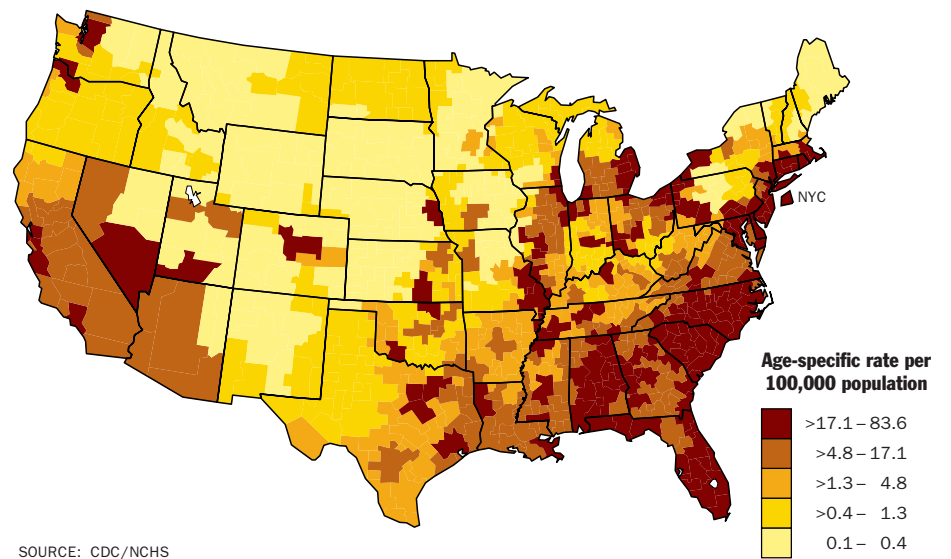 NYC
Age-specific rate per
100,000 population
>17.1 – 83.6
>4.8 – 17.1
>1.3 – 4.8
>0.4 – 1.3
0.1 – 0.4
SOURCE: CDC/NCHS